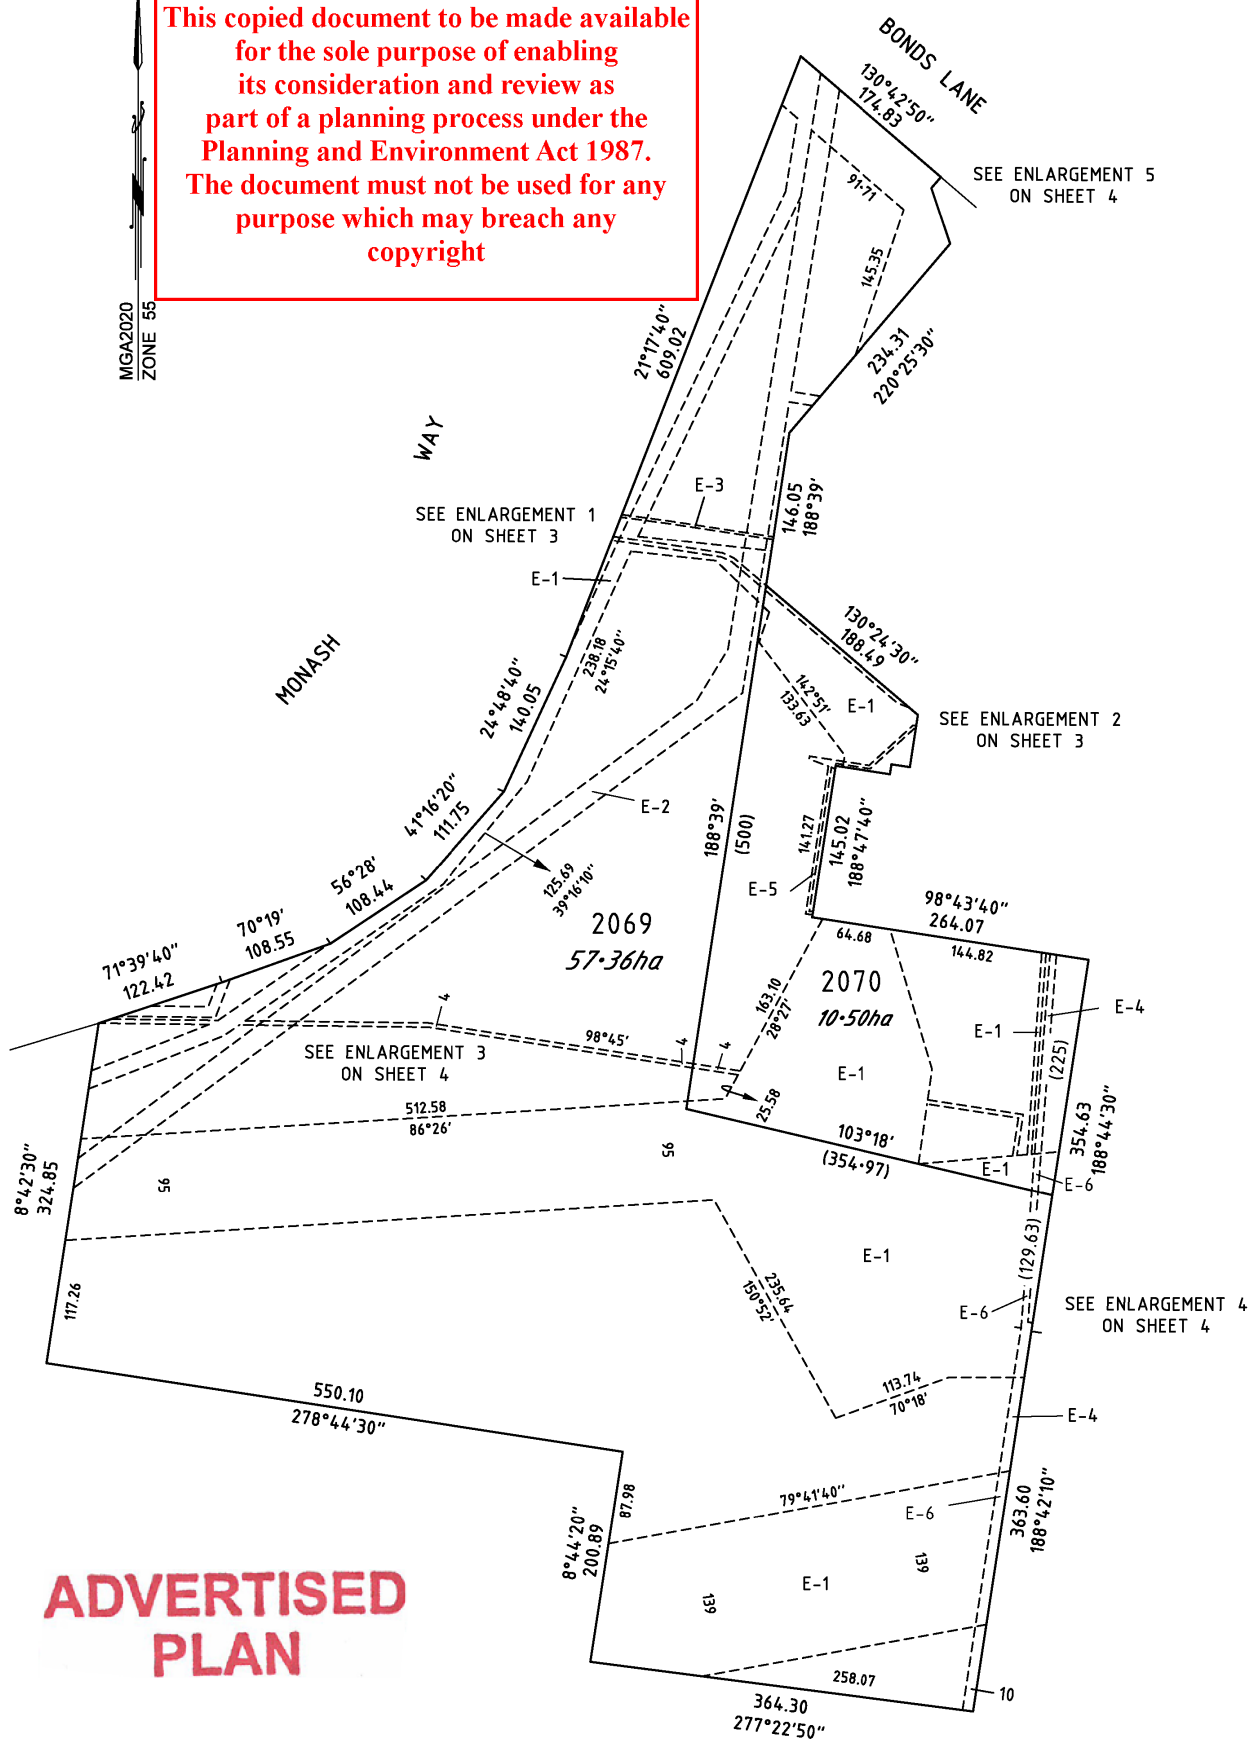 This copied document to be made available
for the sole purpose of enabling
its consideration and review as
part of a planning process under the
Planning and Environment Act 1987.
The document must not be used for any
purpose which may breach any
copyright
MGA2020
ZONE 55
BONDS LANE
130°42'50"
174.83
SEE ENLARGEMENT 5
ON SHEET 4
91.71
145.35
234.31
220°25'30"
21°17'40"
609.02
WAY
MONASH
E-3
146.05
188°39'
SEE ENLARGEMENT 1
ON SHEET 3
E-1
238.18
24°15'40"
130°24'30"
188.49
24°48'40"
140.05
142°51'
133.63
E-1
SEE ENLARGEMENT 2
ON SHEET 3
41°16'20"
111.75
E-2
188°39'
(500)
141.27
145.02
188°47'40"
125.69
39°16'10"
E-5
56°28'
108.44
70°19'
108.55
71°39'40"
122.42
2069
57·36ha
98°43'40"
264.07
64.68
144.82
2070
10·50ha
163.10
28°27'
4
98°45'
4
4
SEE ENLARGEMENT 3
ON SHEET 4
E-1
E-4
(225)
E-1
25.58
512.58
86°26'
103°18'
(354·97)
354.63
188°44'30"
E-1
E-6
95
95
8°42'30"
324.85
117.26
E-1
(129.63)
235.64
150°52'
E-6
SEE ENLARGEMENT 4
ON SHEET 4
113.74
70°18'
E-4
550.10
278°44'30"
87.98
8°44'20"
200.89
79°41'40"
E-6
363.60
188°42'10"
139
E-1
139
258.07
10
364.30
277°22'50"
ADVERTISED
PLAN